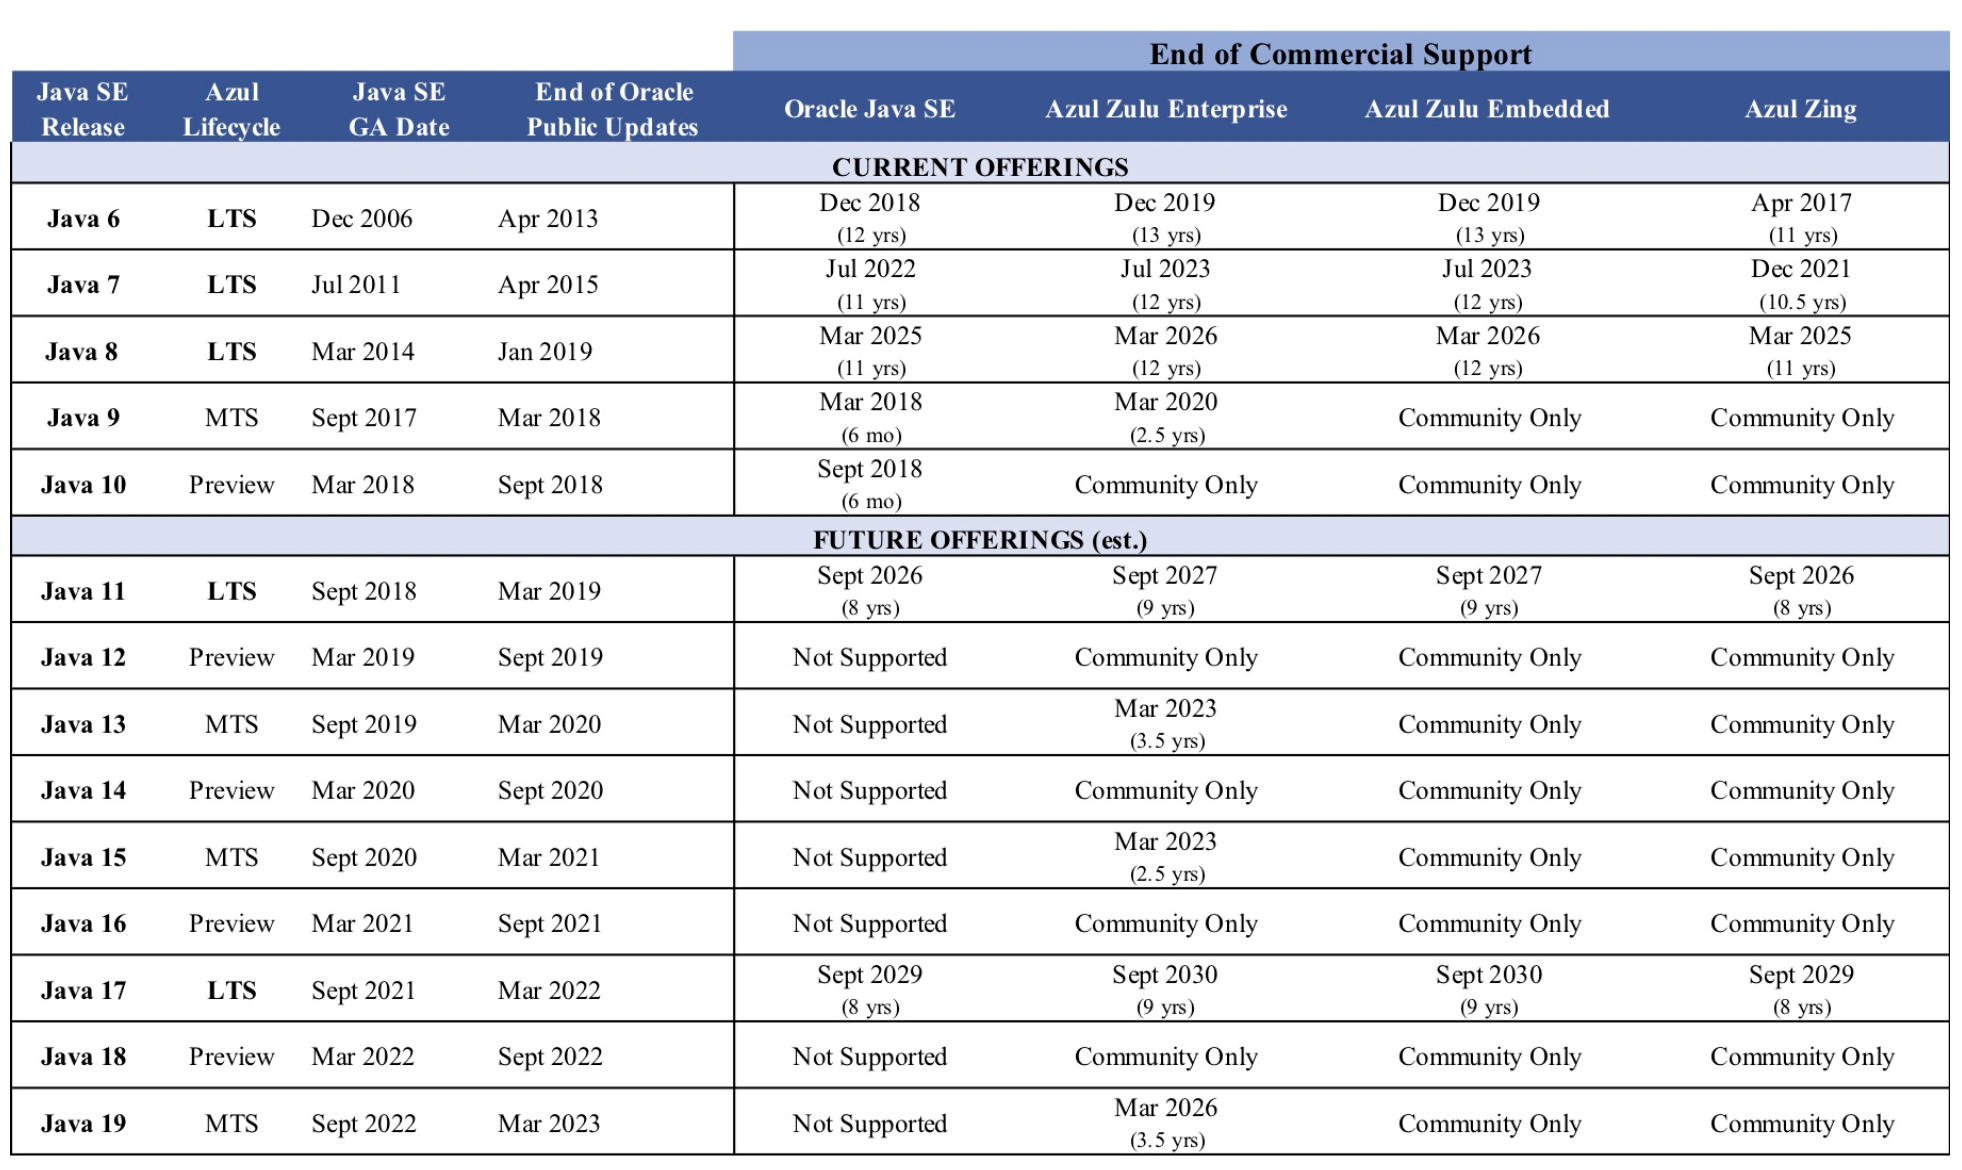 End of Commercial Support
Java SE Release Azul Lifecycle Java SE GA Date End of Oracle Public Updates Oracle Java SE Azul Zulu Enterprise Azul Zulu Embedded Azul Zing
CURRENT OFFERINGS
Java 6 LTS Dec 2006 Apr 2013 Dec 2018 (12 yrs) Dec 2019 (13 yrs) Dec 2019 (13 yrs) Apr 2017 (11 yrs)
Java 7 LTS Jul 2011 Apr 2015 Jul 2022 (11 yrs) Jul 2023 (12 yrs) Jul 2023 (12 yrs) Dec 2021 (10.5 yrs)
Java 8 LTS Mar 2014 Jan 2019 Mar 2025 (11 yrs) Mar 2026 (12 yrs) Mar 2026 (12 yrs) Mar 2025 (11 yrs)
Java 9 MTS Sept 2017 Mar 2018 Mar 2018 (6 mo) Mar 2020 (2.5 yrs) Community Only Community Only
Java 10 Preview Mar 2018 Sept 2018 Sept 2018 (6 mo) Community Only Community Only Community Only
FUTURE OFFERINGS (est.)
Java 11 LTS Sept 2018 Mar 2019 Sept 2026 (8 yrs) Sept 2027 (9 yrs) Sept 2027 (9 yrs) Sept 2026 (8 yrs)
Java 12 Preview Mar 2019 Sept 2019 Not Supported Community Only Community Only Community Only
Java 13 MTS Sept 2019 Mar 2020 Not Supported Mar 2023 (3.5 yrs) Community Only Community Only
Java 14 Preview Mar 2020 Sept 2020 Not Supported Community Only Community Only Community Only
Java 15 MTS Sept 2020 Mar 2021 Not Supported Mar 2023 (2.5 yrs) Community Only Community Only
Java 16 Preview Mar 2021 Sept 2021 Not Supported Community Only Community Only Community Only
Java 17 LTS Sept 2021 Mar 2022 Sept 2029 (8 yrs) Sept 2030 (9 yrs) Sept 2030 (9 yrs) Sept 2029 (8 yrs)
Java 18 Preview Mar 2022 Sept 2022 Not Supported Community Only Community Only Community Only
Java 19 MTS Sept 2022 Mar 2023 Not Supported Mar 2026 (3.5 yrs) Community Only Community Only